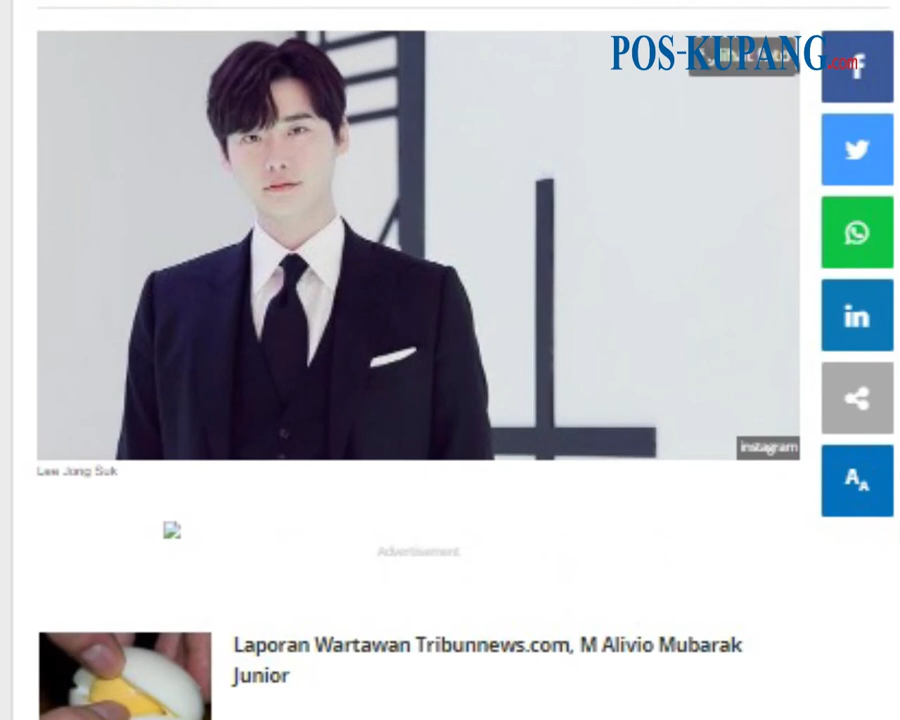 POS-KUPANG.com
instagram
Lee Jong Suk
Advertisement
Laporan Wartawan Tribunnews.com, M Alivio Mubarak
Junior